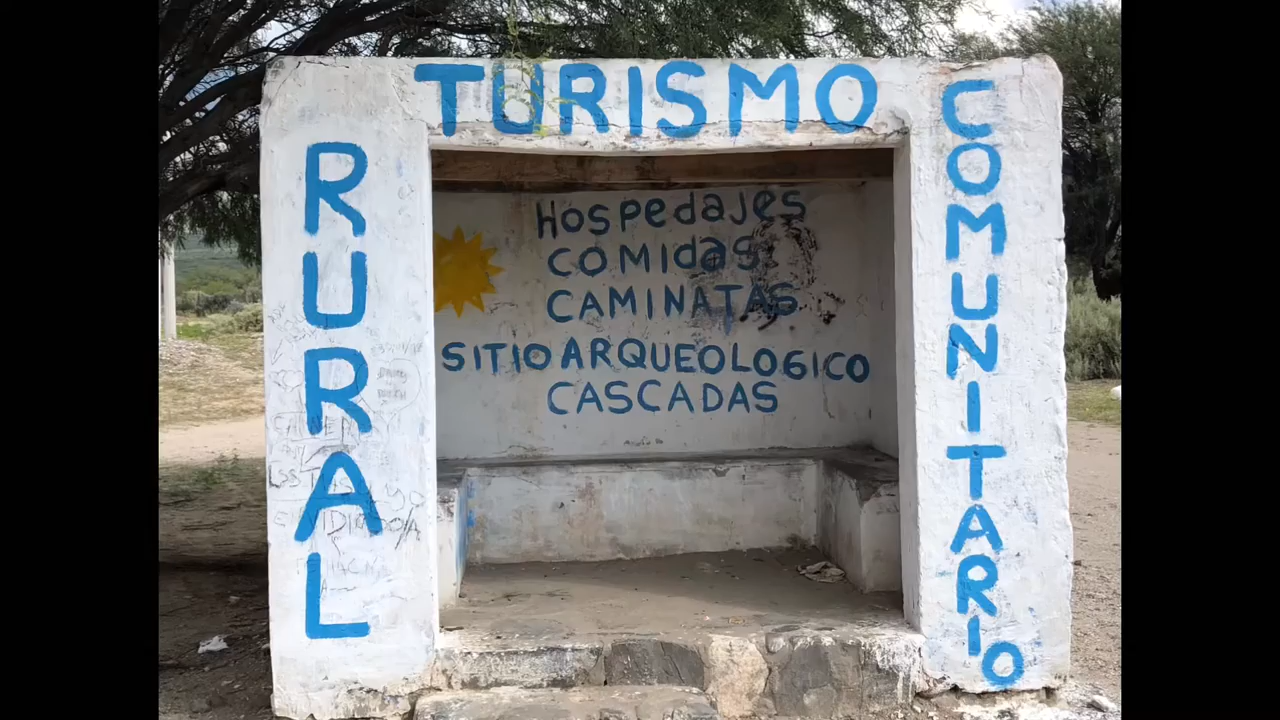 TURISMO
RURAL
COMUNITARIO
HOSPEdaJes
COMIdaS
CAMINATAS
SITIO ARQUEOLOGICO
CASCADAS